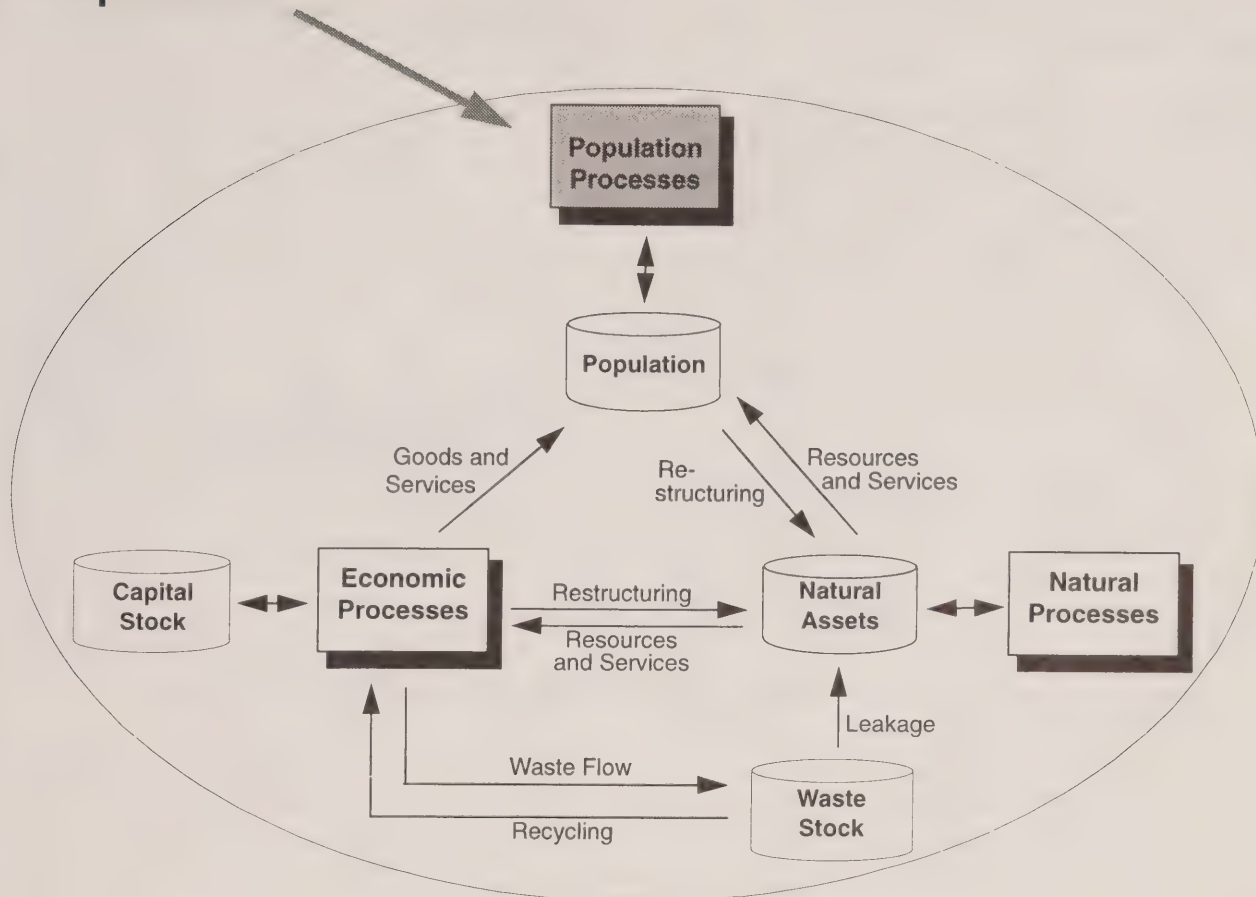 Population
Processes
Population
Goods and
Services
Re-
structuring
Resources
and Services
Capital
Stock
Economic
Processes
Restructuring
Resources
and Services
Natural
Assets
Natural
Processes
Leakage
Waste Flow
Recycling
Waste
Stock